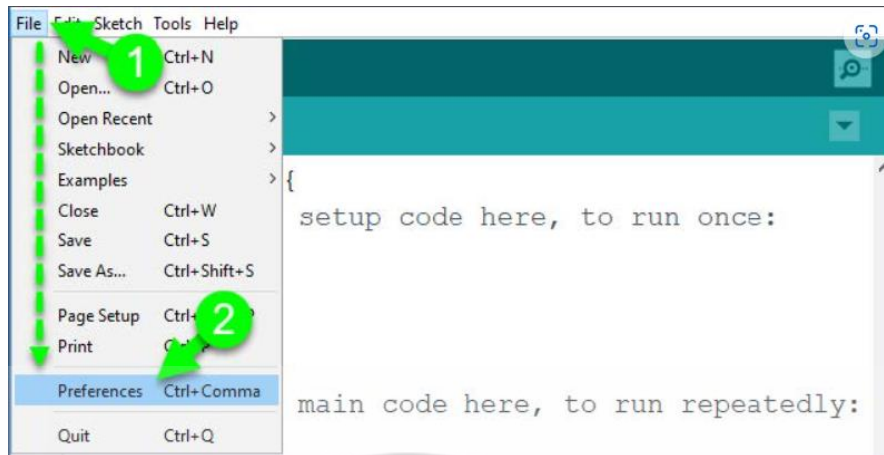 File Edit Sketch Tools Help
1
New Ctrl+N
Open... Ctrl+O
Open Recent >
Sketchbook >
Examples > {
Close Ctrl+W
setup code here, to run once:
Save Ctrl+S
Save As... Ctrl+Shift+S
Page Setup
2
Print
Preferences Ctrl+Comma
main code here, to run repeatedly:
Quit Ctrl+Q